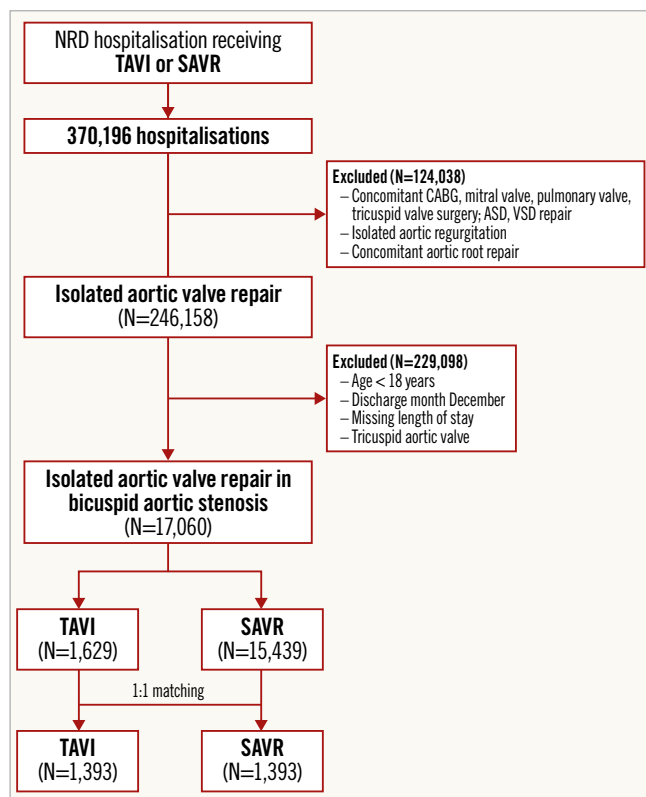 NRD hospitalisation receiving
TAVI or SAVR
370,196 hospitalisations
Excluded (N=124,038)
– Concomitant CABG, mitral valve, pulmonary valve,
tricuspid valve surgery; ASD, VSD repair
– Isolated aortic regurgitation
– Concomitant aortic root repair
Isolated aortic valve repair
(N=246,158)
Excluded (N=229,098)
– Age < 18 years
– Discharge month December
– Missing length of stay
– Tricuspid aortic valve
Isolated aortic valve repair in
bicuspid aortic stenosis
(N=17,060)
TAVI
(N=1,629)
SAVR
(N=15,439)
1:1 matching
TAVI
(N=1,393)
SAVR
(N=1,393)